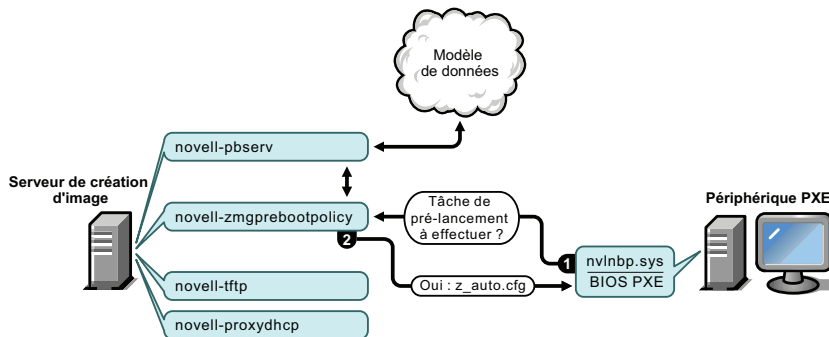 Modèle
de données
novell-pbserv
Serveur de création
d'image
novell-zmgprebootpolicy
2
Tâche de
pré-lancement
à effectuer ?
Périphérique PXE
1
nvlnbp.sys
BIOS PXE
Oui : z_auto.cfg
novell-tftp
novell-proxydhcp